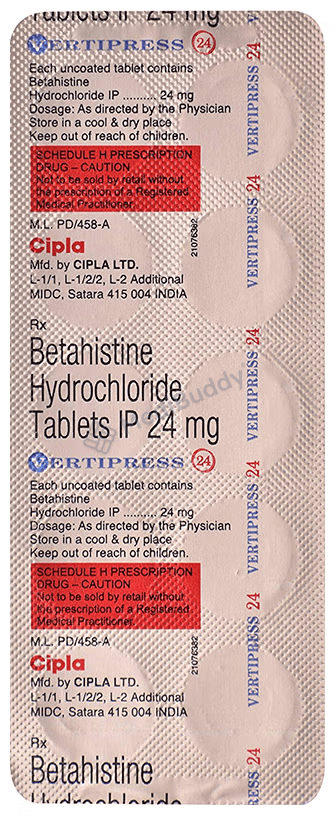 Tablets IP 24 mg
VERTIPRESS 24
Each uncoated tablet contains
Betahistine
Hydrochloride IP .......... 24 mg
Dosage: As directed by the Physician
Store in a cool & dry place
Keep out of reach of children.
SCHEDULE H PRESCRIPTION
DRUG – CAUTION
Not to be sold by retail without
the prescription of a Registered
Medical Practitioner.
M.L. PD/458-A
Cipla
Mfd. by CIPLA LTD.
L-1/1, L-1/2/2, L-2 Additional
MIDC, Satara 415 004 INDIA
21076382
Rx
Betahistine
Hydrochloride
Tablets IP 24 mg
VERTIPRESS 24
Each uncoated tablet contains
Betahistine
Hydrochloride IP .......... 24 mg
Dosage: As directed by the Physician
Store in a cool & dry place
Keep out of reach of children.
SCHEDULE H PRESCRIPTION
DRUG – CAUTION
Not to be sold by retail without
the prescription of a Registered
Medical Practitioner.
M.L. PD/458-A
Cipla
Mfd. by CIPLA LTD.
L-1/1, L-1/2/2, L-2 Additional
MIDC, Satara 415 004 INDIA
21076382
Rx
Betahistine
Hydrochloride
VERTIPRESS 24
VERTIPRESS 24
VERTIPRESS 24
VERTIPRESS 24
VERTIPRESS 24
VERTIPRESS 24